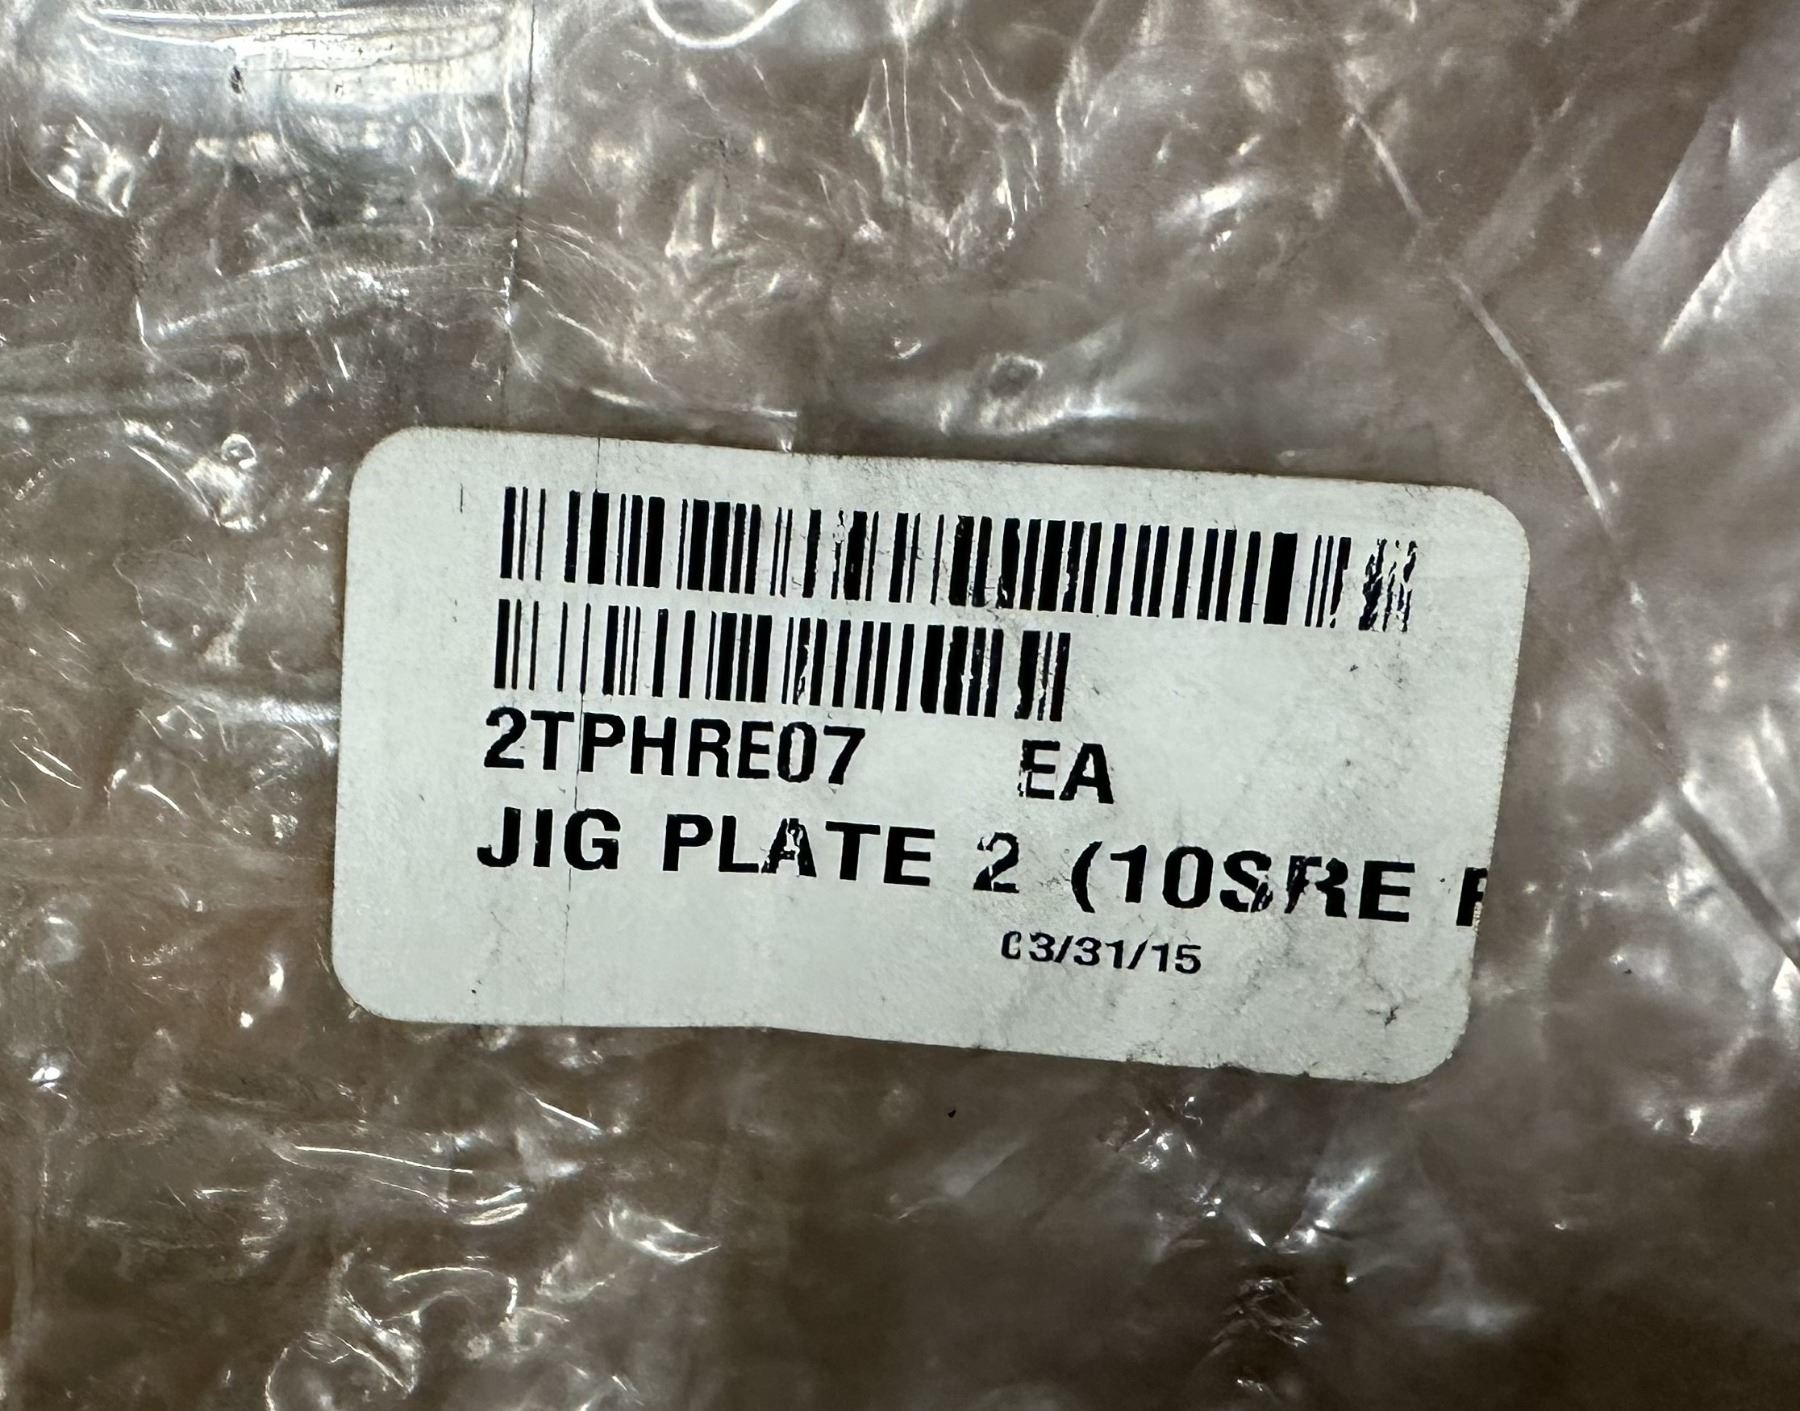 2TPHRE07 EA
JIG PLATE 2 (10SRE
03/31/15